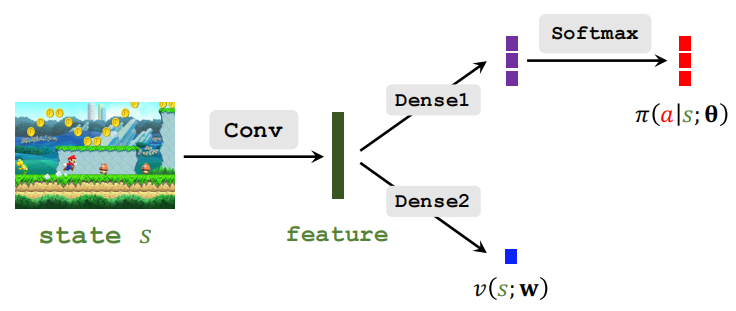 Softmax
Dense1
π(a|s;θ)
Conv
Dense2
state s
feature
v(s;w)